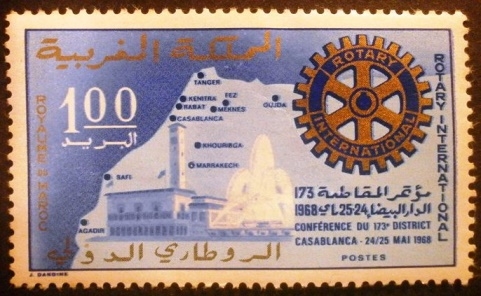 المملكة المغربية
ROTARY
INTERNATIONAL
ROTARY INTERNATIONAL
ROYAUME DU MAROC
1.00
البريد
TANGER
KENITRA
FEZ
RABAT
MEKNES
OUJDA
CASABLANCA
KHOURIBGA
MARRAKECH
SAFI
AGADIR
مؤتمر المقاطعة 173
الدار البيضاء 24-25 ماي 1968
CONFÉRENCE DU 173e DISTRICT
CASABLANCA - 24/25 MAI 1968
الروطاري الدولي
POSTES
J. DANDINE